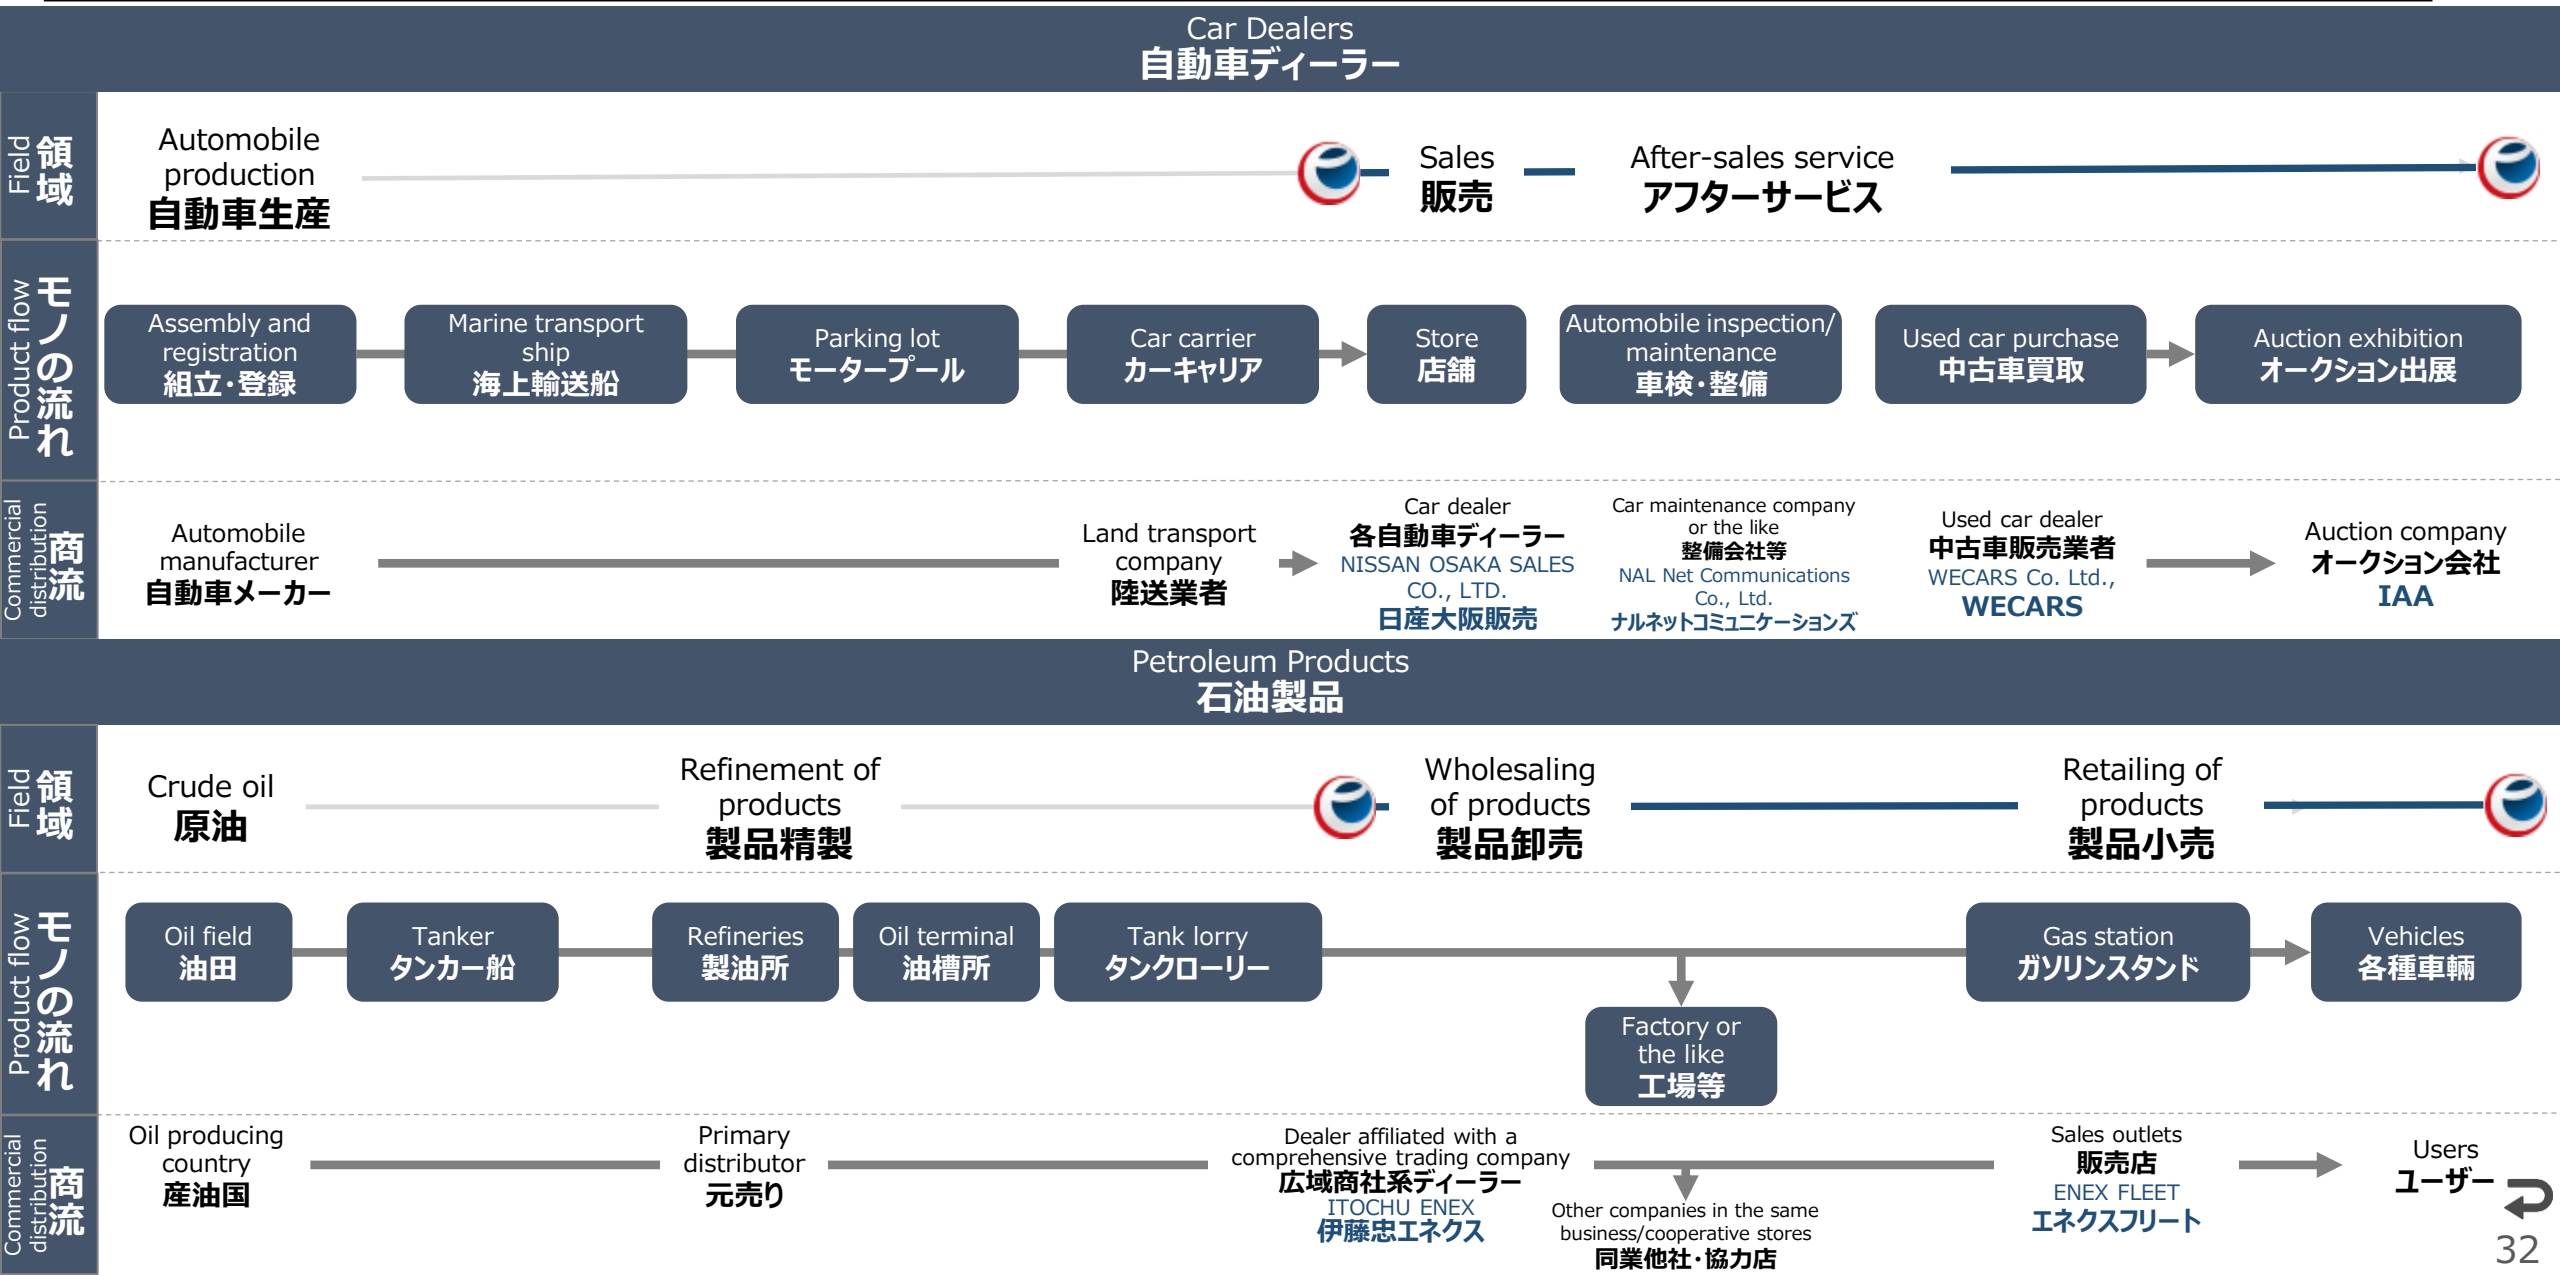 Car Dealers
自動車ディーラー
Field
領域
Automobile
production
自動車生産
Sales
販売
After-sales service
アフターサービス
Product flow
モノの流れ
Assembly and
registration
組立・登録
Marine transport
ship
海上輸送船
Parking lot
モータープール
Car carrier
カーキャリア
Store
店舗
Automobile inspection/
maintenance
車検・整備
Used car purchase
中古車買取
Auction exhibition
オークション出展
Commercial
distribution
商流
Automobile
manufacturer
自動車メーカー
Land transport
company
陸送業者
Car dealer
各自動車ディーラー
NISSAN OSAKA SALES
CO., LTD.
日産大阪販売
Car maintenance company
or the like
整備会社等
NAL Net Communications
Co., Ltd.
ナルネットコミュニケーションズ
Used car dealer
中古車販売業者
WECARS Co. Ltd.,
WECARS
Auction company
オークション会社
IAA
Petroleum Products
石油製品
Field
領域
Crude oil
原油
Refinement of
products
製品精製
Wholesaling
of products
製品卸売
Retailing of
products
製品小売
Product flow
モノの流れ
Oil field
油田
Tanker
タンカー船
Refineries
製油所
Oil terminal
油槽所
Tank lorry
タンクローリー
Factory or
the like
工場等
Gas station
ガソリンスタンド
Vehicles
各種車輌
Commercial
distribution
商流
Oil producing
country
産油国
Primary
distributor
元売り
Dealer affiliated with a
comprehensive trading company
広域商社系ディーラー
ITOCHU ENEX
伊藤忠エネクス
Other companies in the same
business/cooperative stores
同業他社・協力店
Sales outlets
販売店
ENEX FLEET
エネクスフリート
Users
ユーザー
32